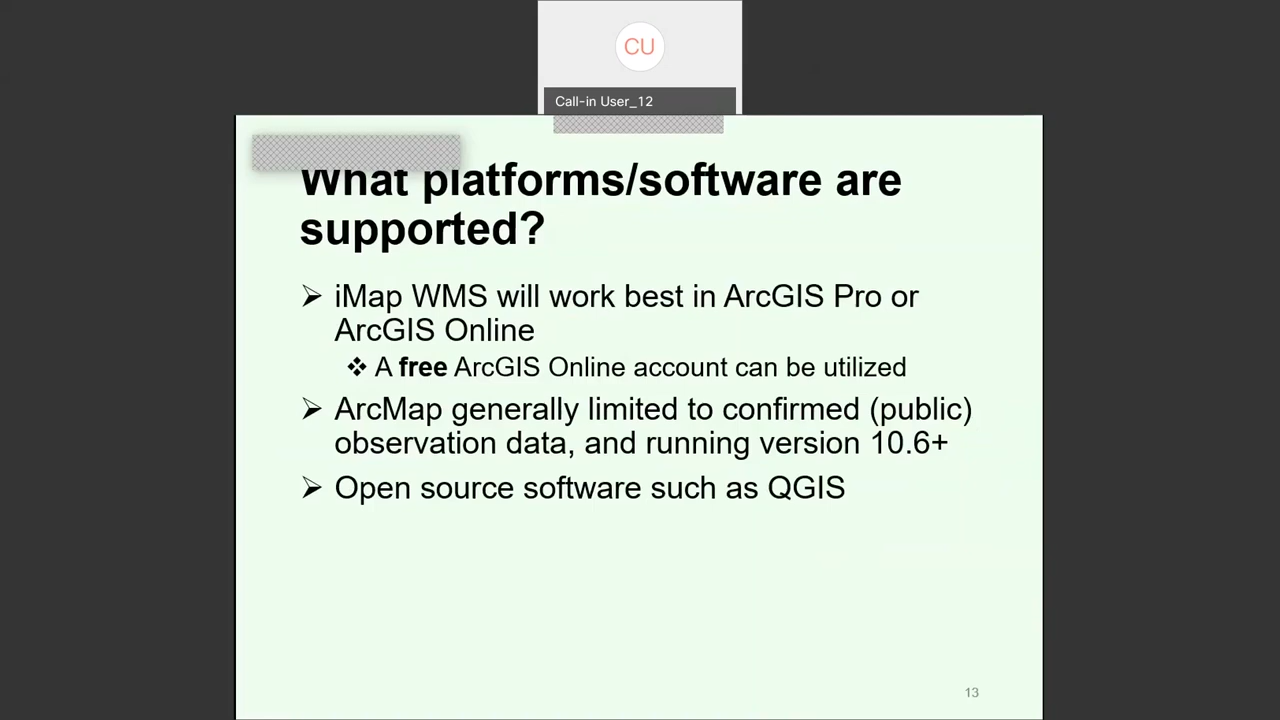 CU
Call-in User_12
What platforms/software are
supported?
➢ iMap WMS will work best in ArcGIS Pro or
ArcGIS Online
❖ A free ArcGIS Online account can be utilized
➢ ArcMap generally limited to confirmed (public)
observation data, and running version 10.6+
➢ Open source software such as QGIS
13